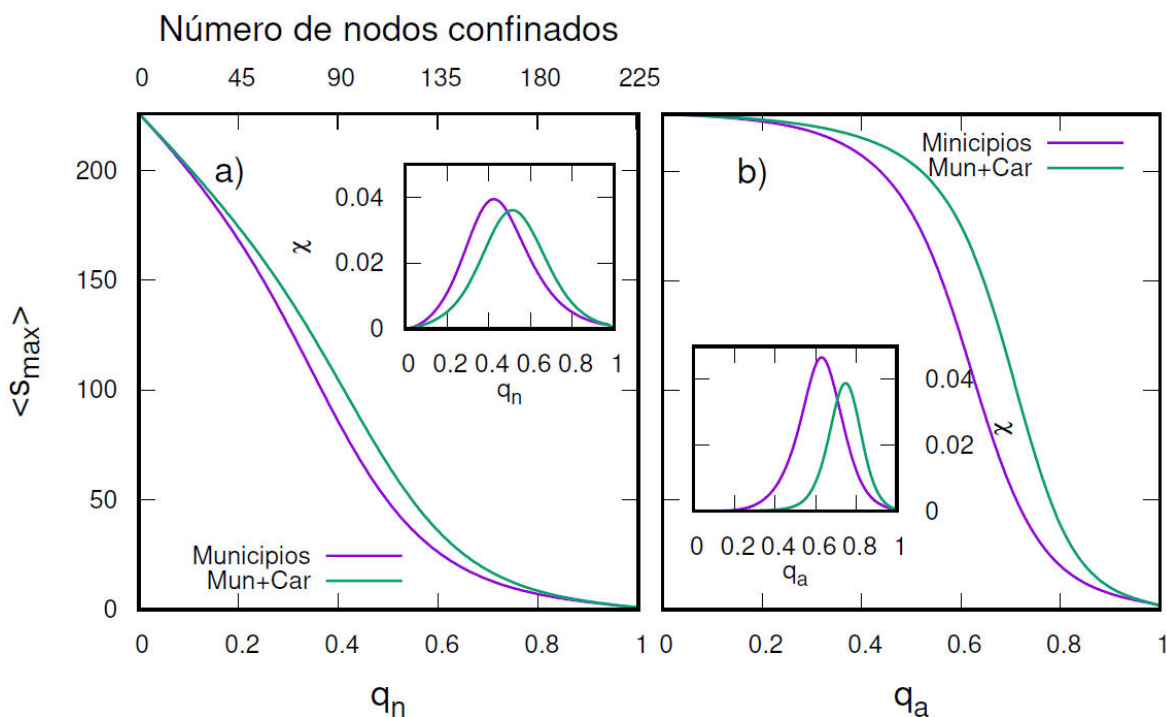 Número de nodos confinados
0 45 90 135 180 225
a)
200
150
100
50
0
<s_max>
Municipios
Mun+Car
0 0.2 0.4 0.6 0.8 1
q_n
χ
0.04
0.02
0
0 0.2 0.4 0.6 0.8 1
q_n
b)
Minicipios
Mun+Car
χ
0.04
0.02
0
0 0.2 0.4 0.6 0.8 1
q_a
0.2 0.4 0.6 0.8 1
q_a